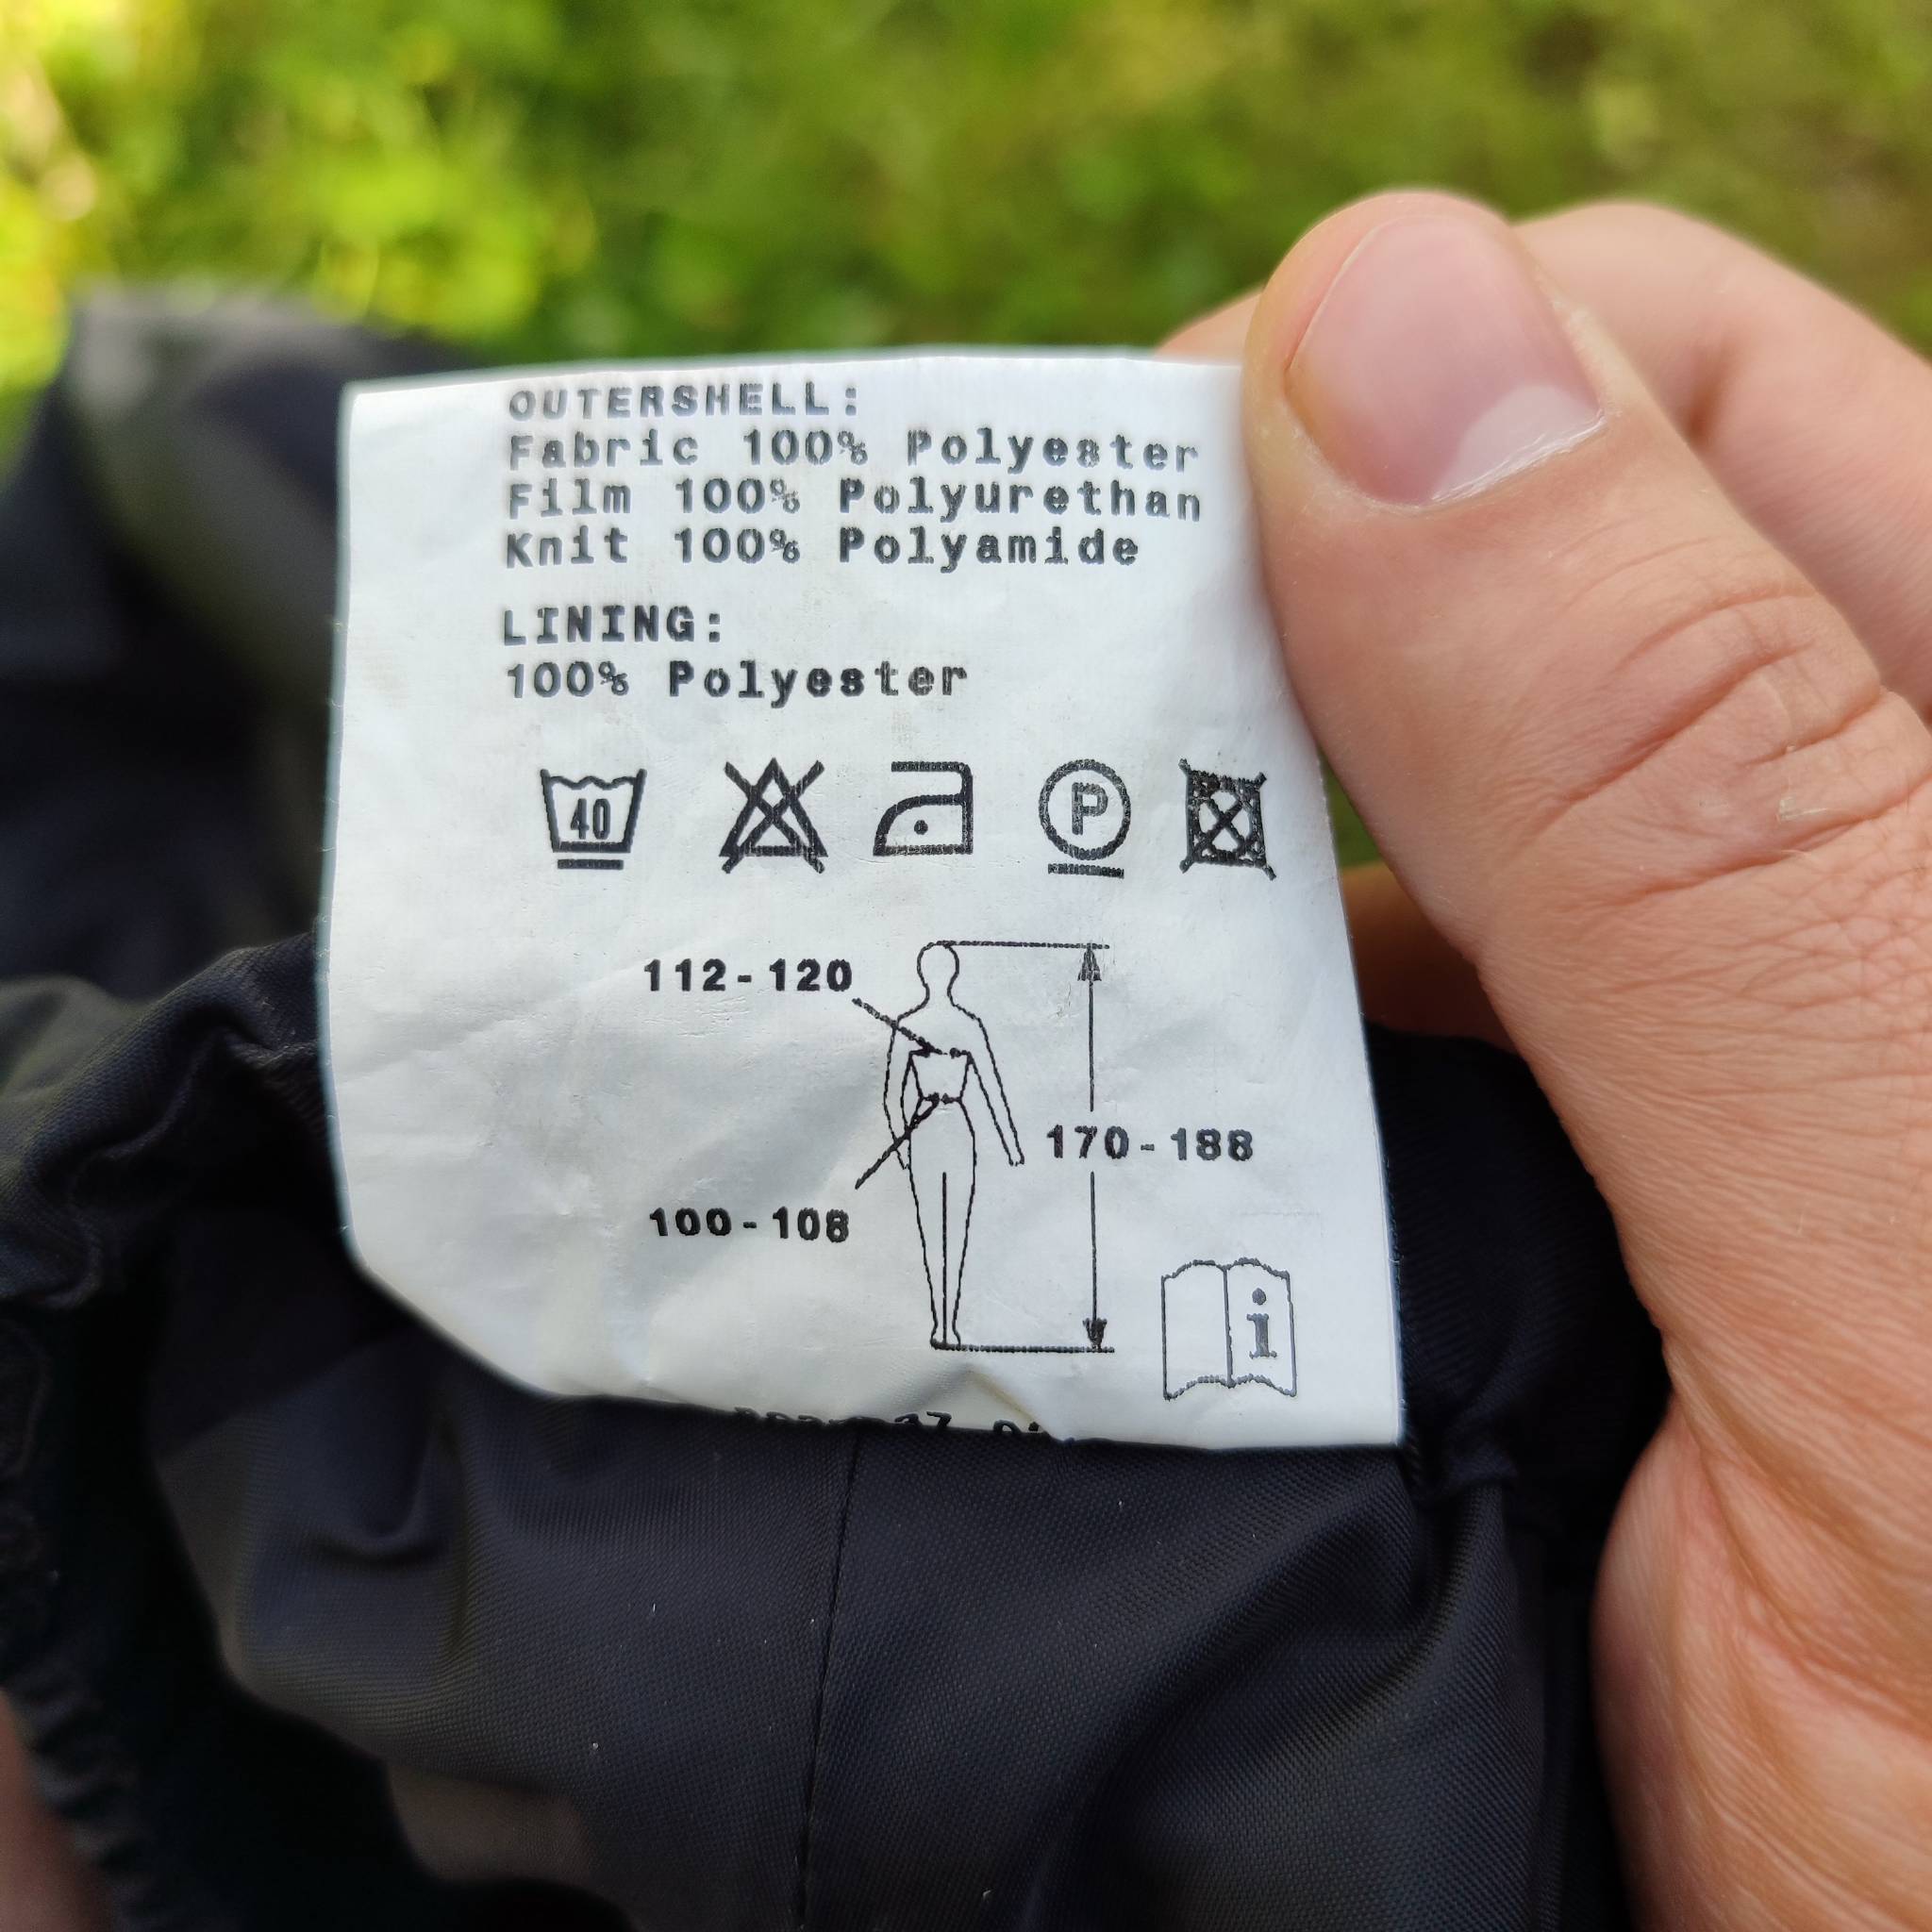 OUTERSHELL:
Fabric 100% Polyester
Film 100% Polyurethan
Knit 100% Polyamide
LINING:
100% Polyester
40
P
112-120
170-188
100-108
i